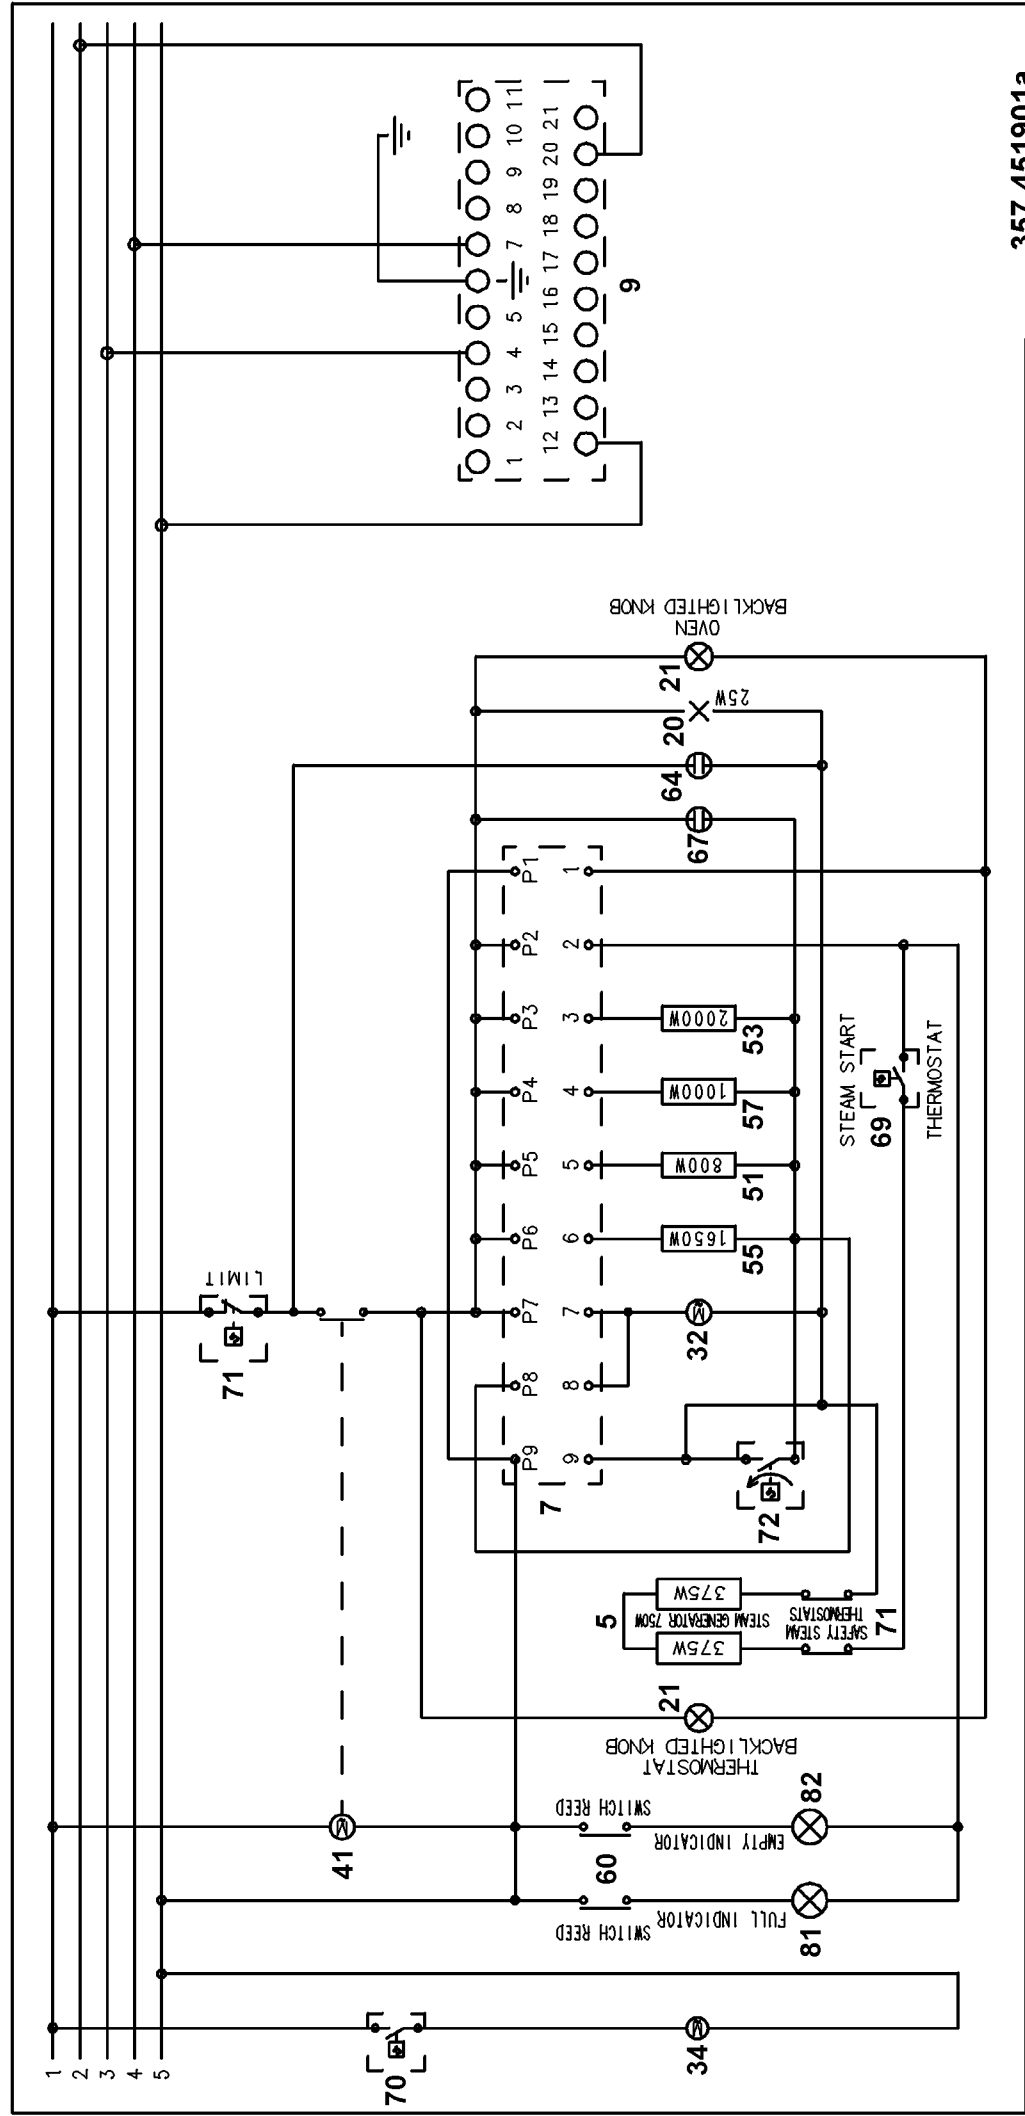 1
2
3
4
5
1 2 3 4 5 7 8 9 10 11
12 13 14 15 16 17 18 19 20 21
9
LIMIT
71
41
P9 P8 P7 P6 P5 P4 P3 P2 P1
9 8 7 6 5 4 3 2 1
7
70
34
SWITCH REED
FULL INDICATOR
81
60
SWITCH REED
EMPTY INDICATOR
82
21
THERMOSTAT
BACKLIGHTED KNOB
5
375W
375W
STEAM GENERATOR 750W
SAFETY STEAM
THERMOSTATS
71
72
32
1650W
55
800W
51
1000W
57
2000W
53
STEAM START
69
THERMOSTAT
67
64
20
25W
21
OVEN
BACKLIGHTED KNOB
357 451901a